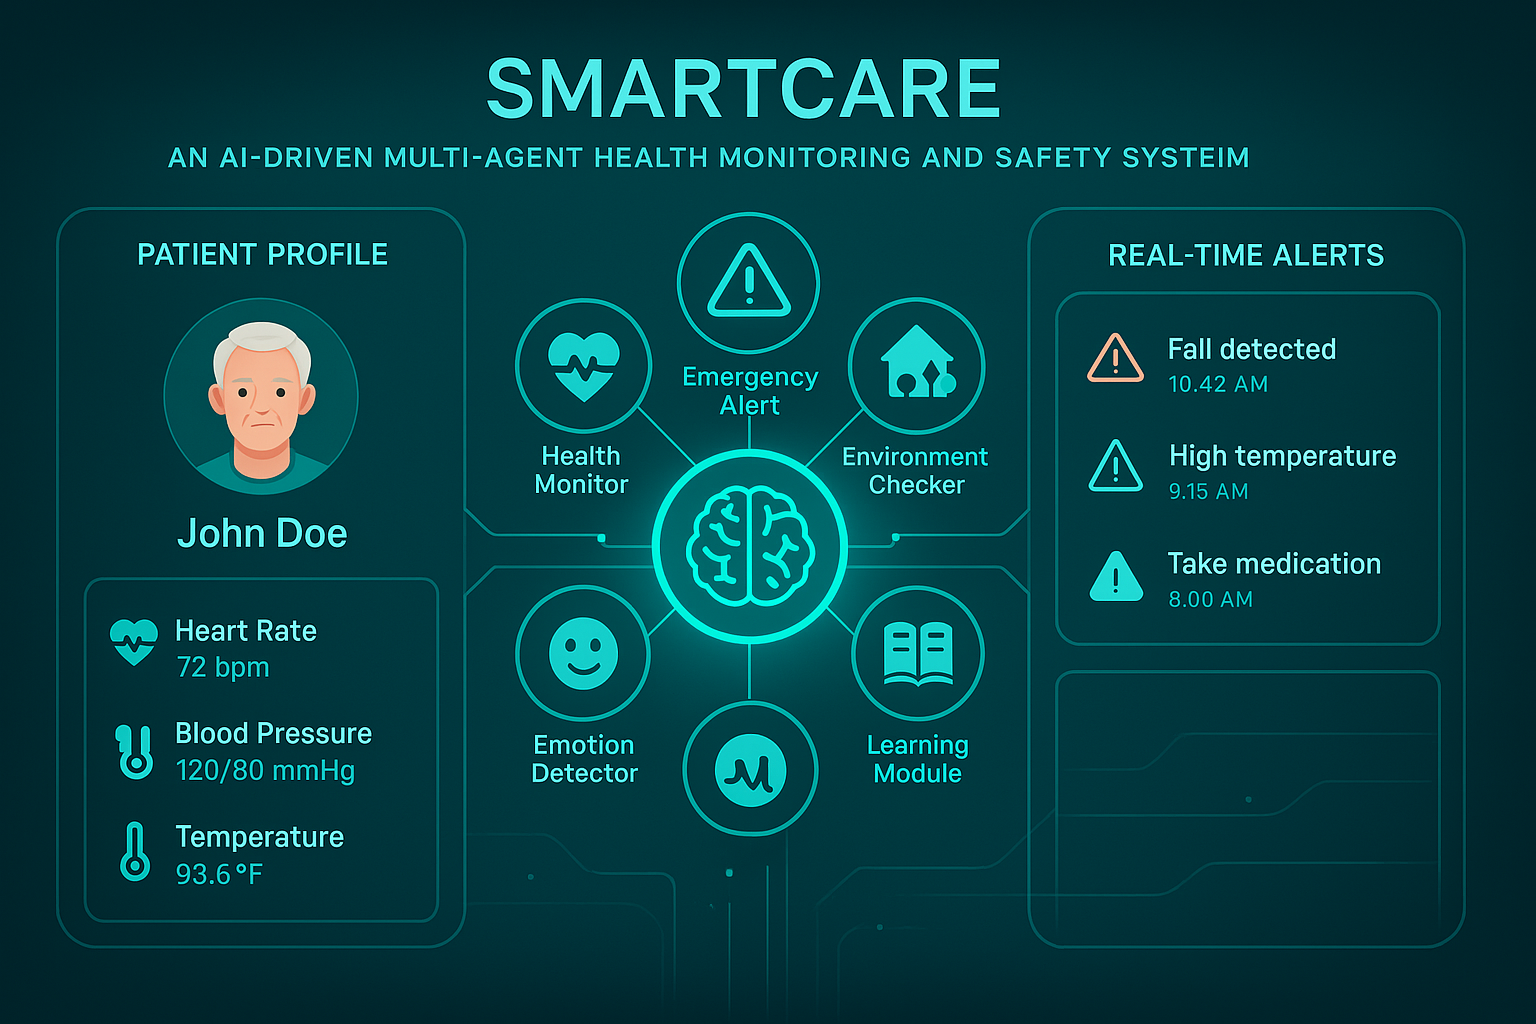 SMARTCARE
AN AI-DRIVEN MULTI-AGENT HEALTH MONITORING AND SAFETY SYSTEIM
PATIENT PROFILE
John Doe
Heart Rate
72 bpm
Blood Pressure
120/80 mmHg
Temperature
93.6°F
Emergency
Alert
Health
Monitor
Environment
Checker
Emotion
Detector
Learning
Module
REAL-TIME ALERTS
Fall detected
10.42 AM
High temperature
9.15 AM
Take medication
8.00 AM